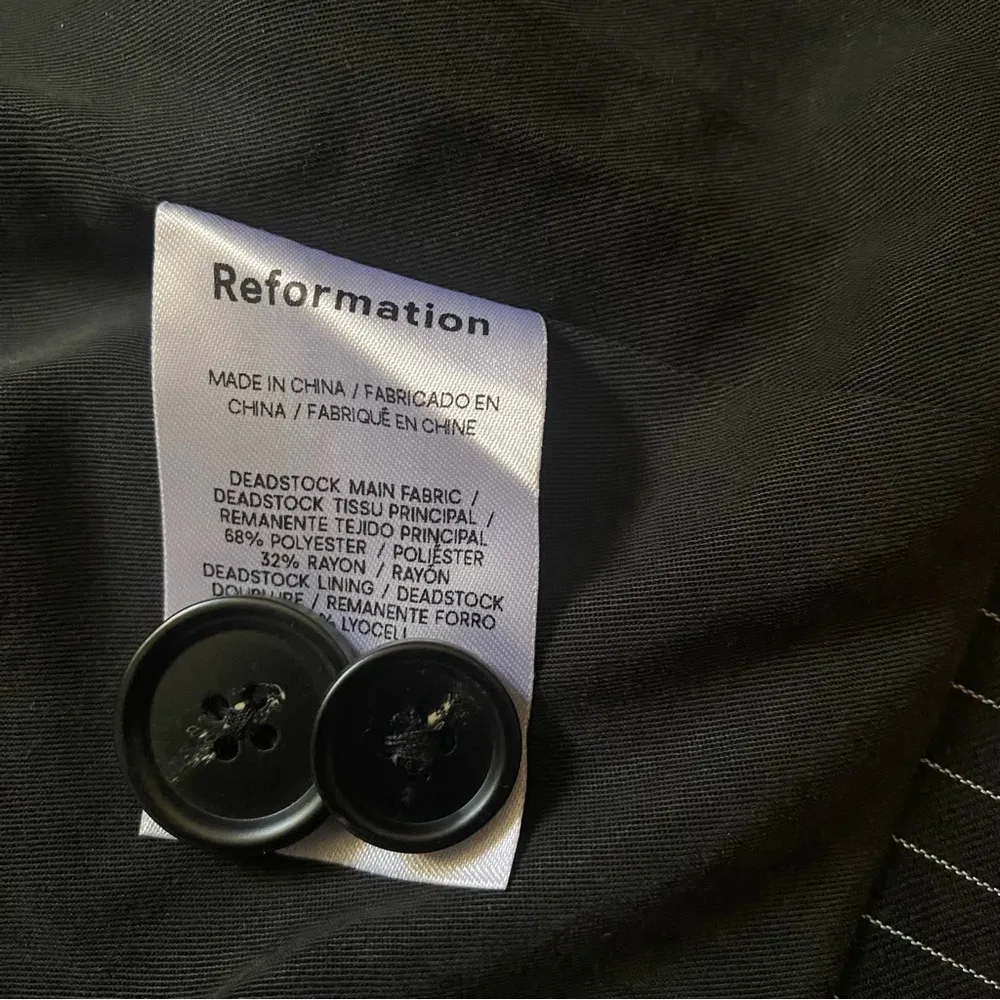 Reformation
MADE IN CHINA / FABRICADO EN
CHINA / FABRIQUÉ EN CHINE
DEADSTOCK MAIN FABRIC /
DEADSTOCK TISSU PRINCIPAL /
REMANENTE TEJIDO PRINCIPAL
68% POLYESTER / POLIÉSTER
32% RAYON / RAYÓN
DEADSTOCK LINING / DEADSTOCK
DOUBLURE / REMANENTE FORRO
% LYOCELL